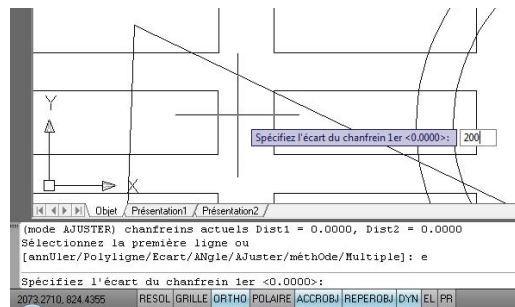 Y
Spécifiez l'écart du chanfrein 1er <0.0000>: 200
X
Objet Présentation1 Présentation2
(mode AJUSTER) chanfreins actuels Dist1 = 0.0000, Dist2 = 0.0000
Sélectionnez la première ligne ou
[annUler/Polyligne/Ecart/ANgle/AJuster/méthOde/Multiple]: e
Spécifiez l'écart du chanfrein 1er <0.0000>:
2073.2710, 824.4355 RESOL GRILLE ORTHO POLAIRE ACCROBJ REPEROBJ DYN EL PR